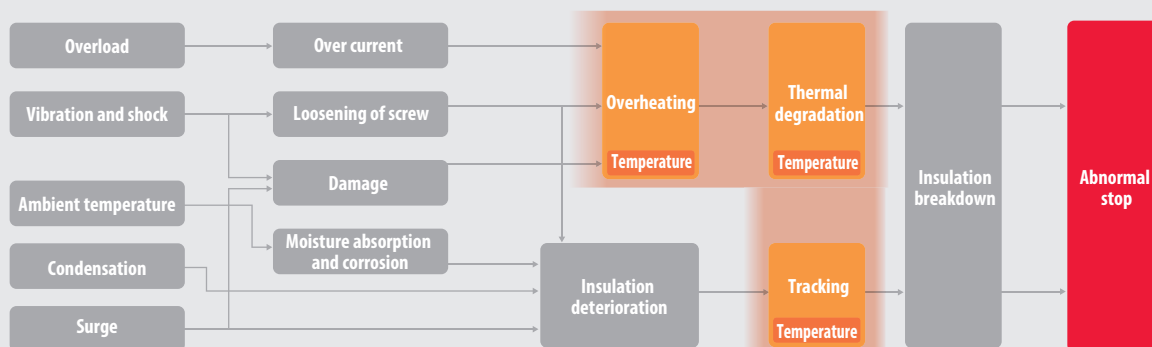 Overload
Over current
Vibration and shock
Loosening of screw
Overheating
Thermal
degradation
Temperature
Temperature
Damage
Insulation
breakdown
Abnormal
stop
Ambient temperature
Moisture absorption
and corrosion
Condensation
Insulation
deterioration
Tracking
Temperature
Surge